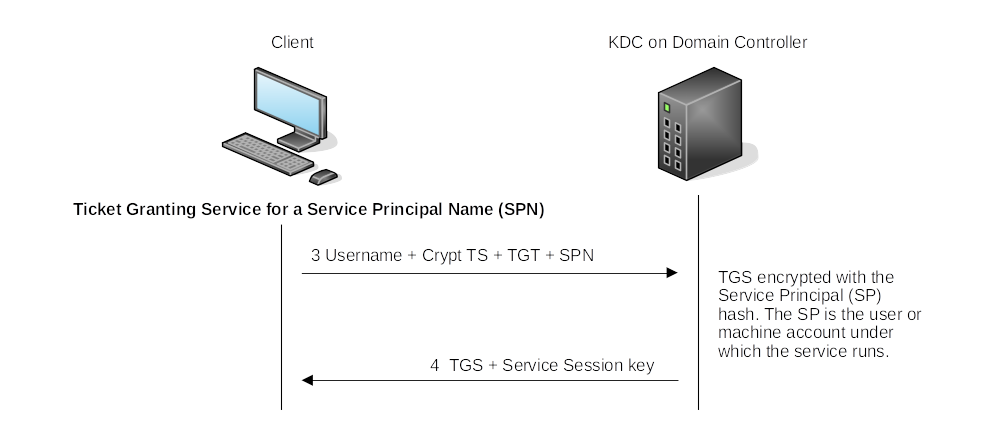 Client
KDC on Domain Controller
Ticket Granting Service for a Service Principal Name (SPN)
3 Username + Crypt TS + TGT + SPN
TGS encrypted with the
Service Principal (SP)
hash. The SP is the user or
machine account under
which the service runs.
4 TGS + Service Session key